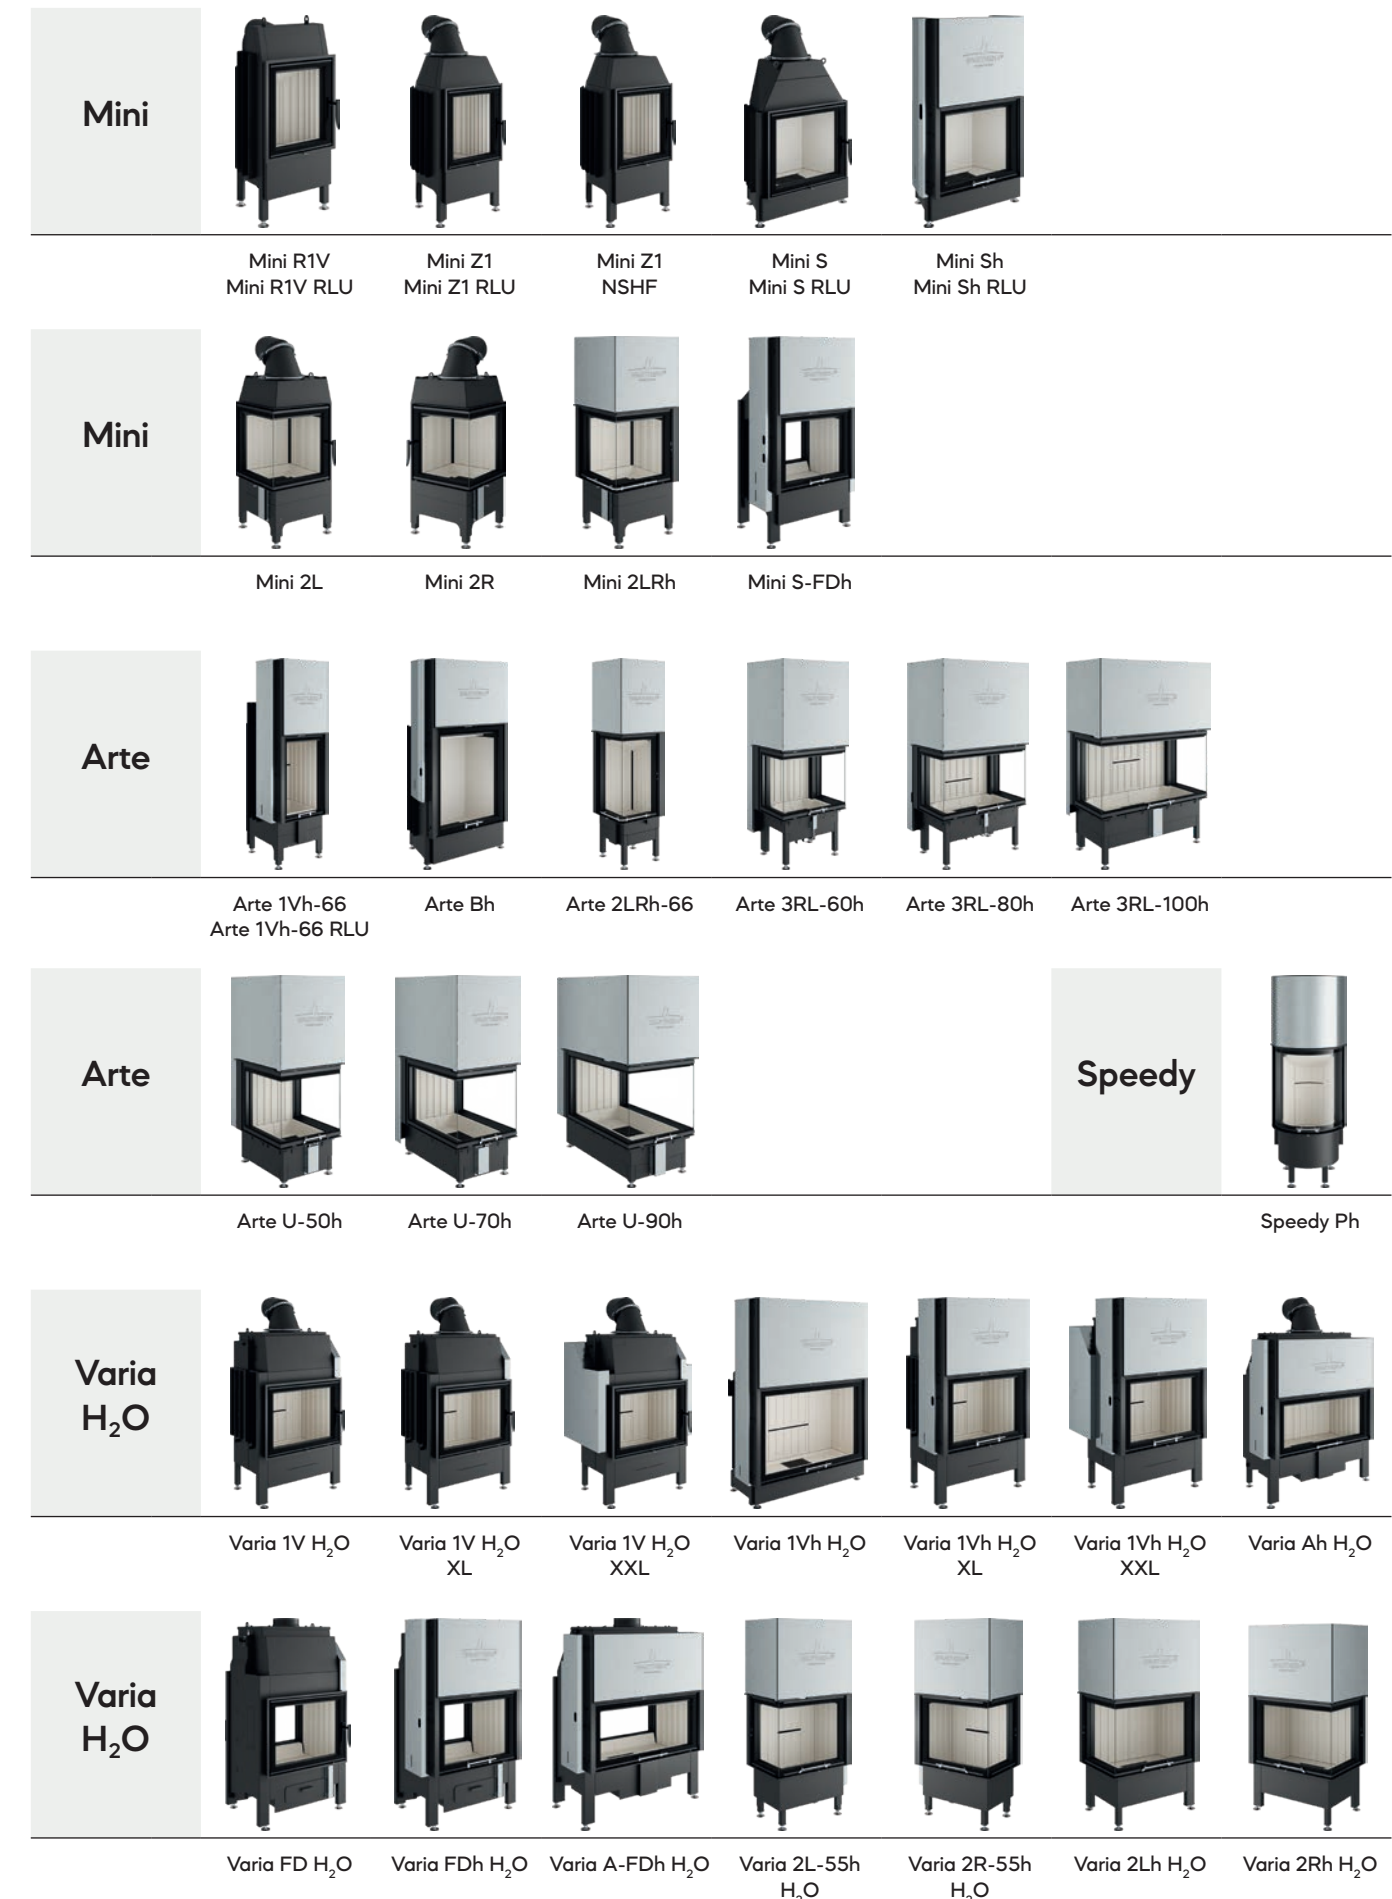 Mini
Mini R1V
Mini R1V RLU
Mini Z1
Mini Z1 RLU
Mini Z1
NSHF
Mini S
Mini S RLU
Mini Sh
Mini Sh RLU
Mini
Mini 2L
Mini 2R
Mini 2LRh
Mini S-FDh
Arte
Arte 1Vh-66
Arte 1Vh-66 RLU
Arte Bh
Arte 2LRh-66
Arte 3RL-60h
Arte 3RL-80h
Arte 3RL-100h
Arte
Arte U-50h
Arte U-70h
Arte U-90h
Speedy
Speedy Ph
Varia
H₂O
Varia 1V H₂O
Varia 1V H₂O
XL
Varia 1V H₂O
XXL
Varia 1Vh H₂O
Varia 1Vh H₂O
XL
Varia 1Vh H₂O
XXL
Varia Ah H₂O
Varia
H₂O
Varia FD H₂O
Varia FDh H₂O
Varia A-FDh H₂O
Varia 2L-55h
H₂O
Varia 2R-55h
H₂O
Varia 2Lh H₂O
Varia 2Rh H₂O